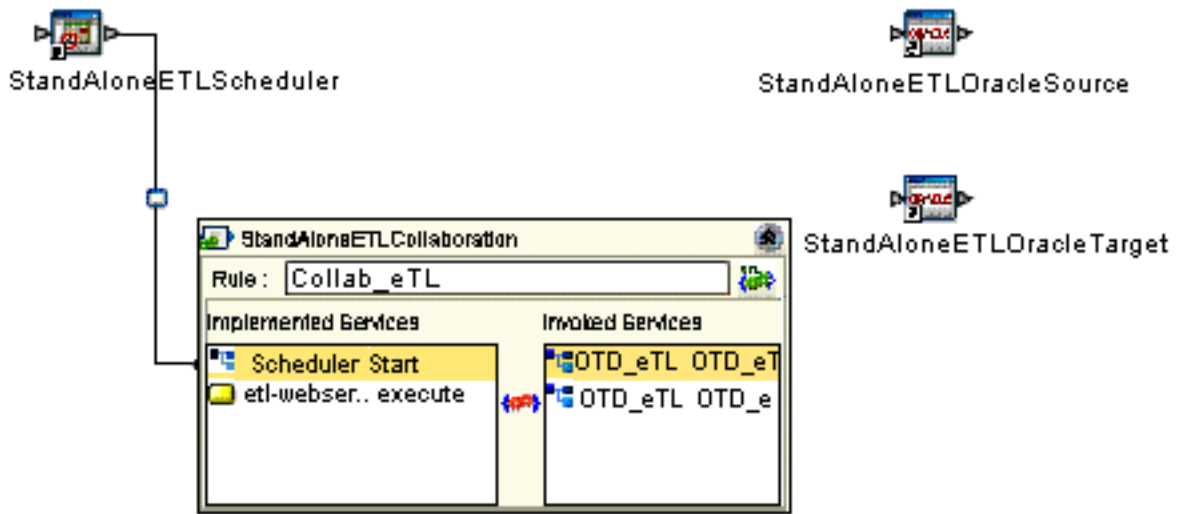 StandAloneETLScheduler
StandAloneETLOracleSource
StandAloneETLOracleTarget
StandAloneETLCollaboration
Rule : Collab_eTL
Implemented Services
Invoked Services
Scheduler Start
OTD_eTL OTD_eT
etl-webser.. execute
OTD_eTL OTD_e